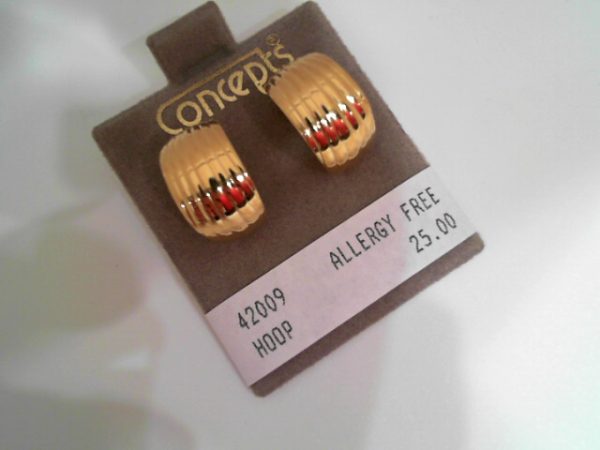 Concepts®
42009 ALLERGY FREE
HOOP 25.00